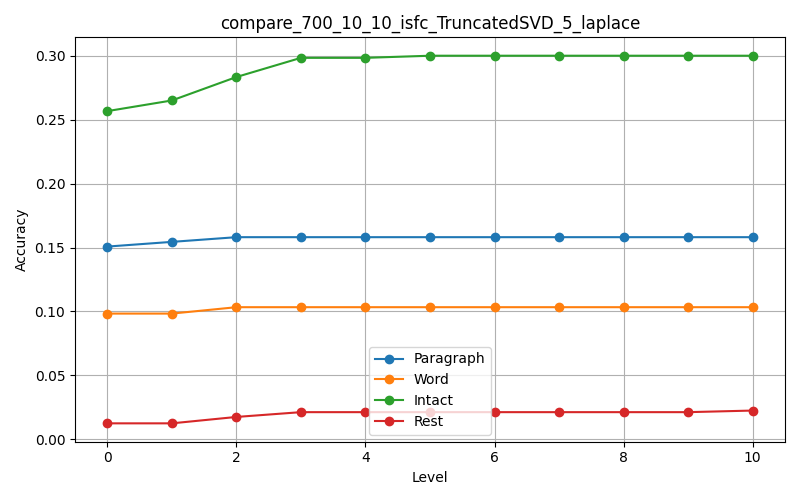 compare_700_10_10_isfc_TruncatedSVD_5_laplace
Accuracy
0.30
0.25
0.20
0.15
0.10
0.05
0.00
Paragraph
Word
Intact
Rest
0 2 4 6 8 10
Level